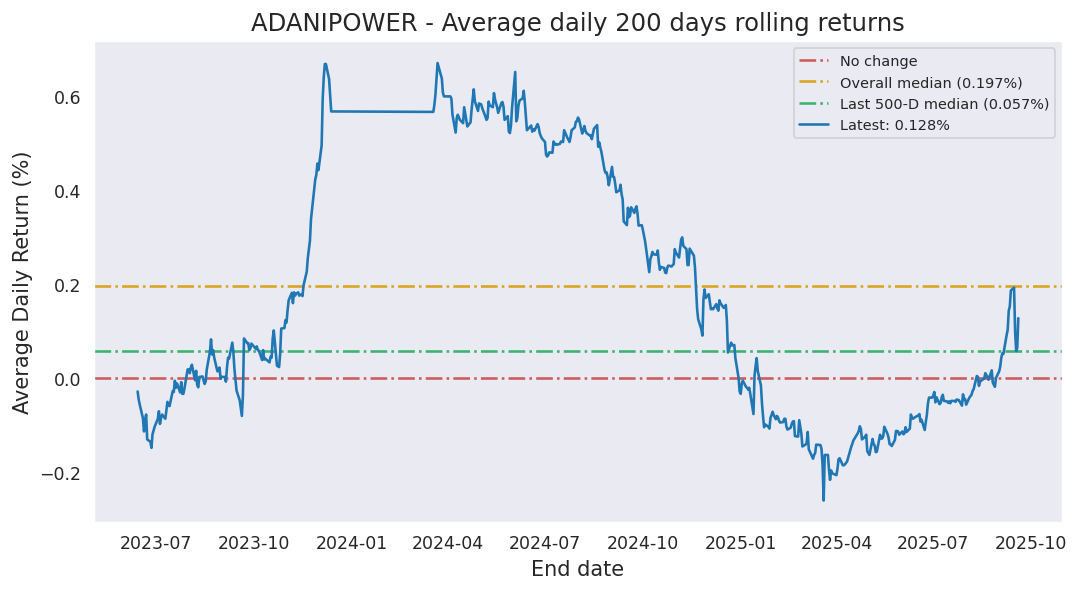 ADANIPOWER - Average daily 200 days rolling returns
No change
Overall median (0.197%)
Last 500-D median (0.057%)
Latest: 0.128%
Average Daily Return (%)
0.6
0.4
0.2
0.0
−0.2
2023-07 2023-10 2024-01 2024-04 2024-07 2024-10 2025-01 2025-04 2025-07 2025-10
End date